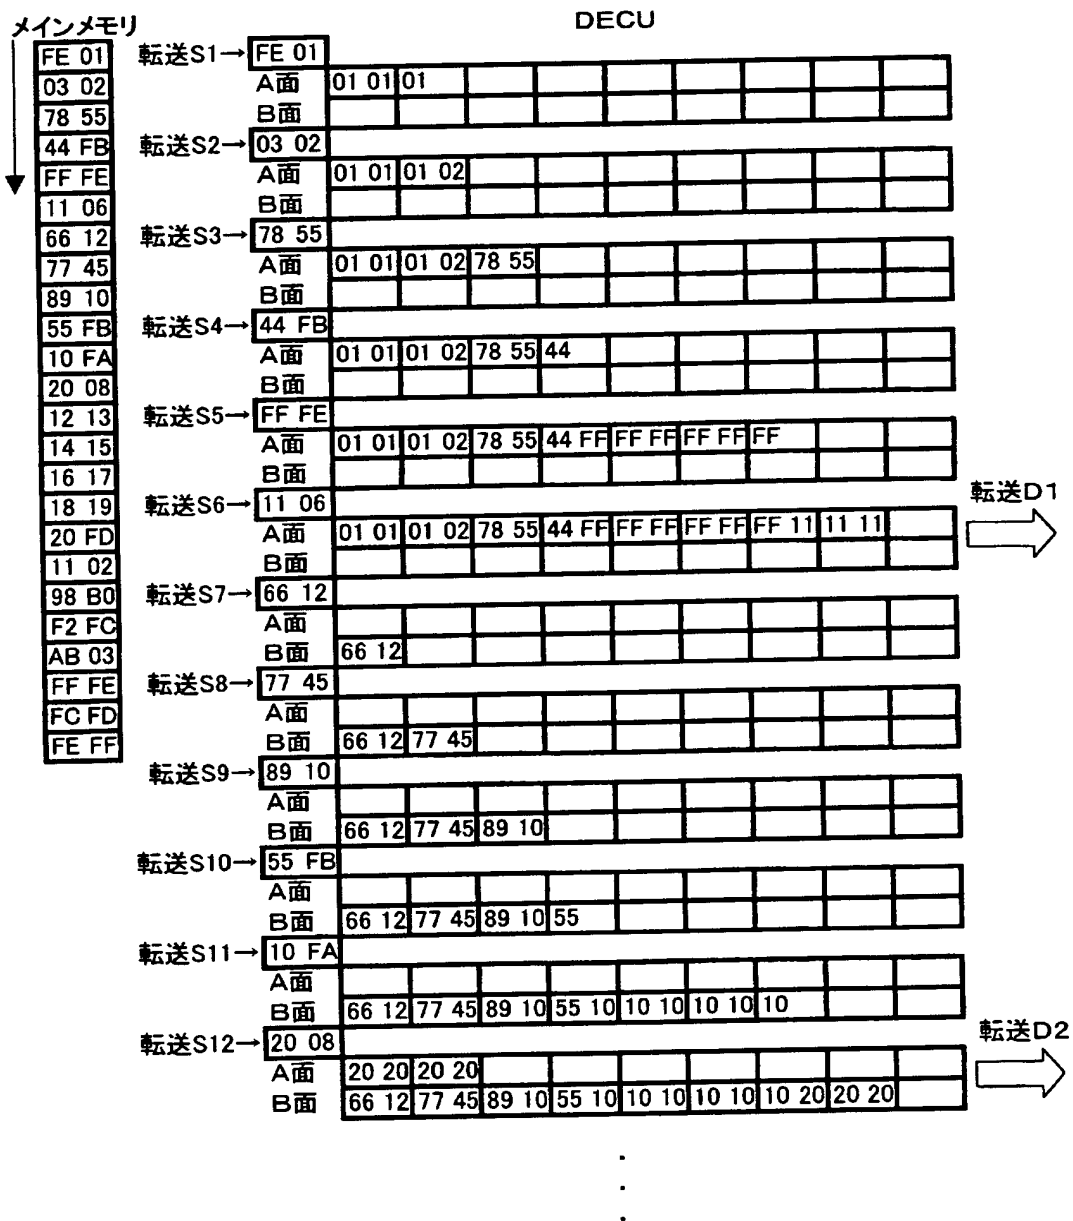 メインメモリ
DECU
FE 01
03 02
78 55
44 FB
FF FE
11 06
66 12
77 45
89 10
55 FB
10 FA
20 08
12 13
14 15
16 17
18 19
20 FD
11 02
98 B0
F2 FC
AB 03
FF FE
FC FD
FE FF
転送S1→ FE 01
A面 01 01 01
B面
転送S2→ 03 02
A面 01 01 01 02
B面
転送S3→ 78 55
A面 01 01 01 02 78 55
B面
転送S4→ 44 FB
A面 01 01 01 02 78 55 44
B面
転送S5→ FF FE
A面 01 01 01 02 78 55 44 FF FF FF FF FF FF
B面
転送S6→ 11 06
A面 01 01 01 02 78 55 44 FF FF FF FF FF FF 11 11 11
B面
転送D1
転送S7→ 66 12
A面
B面 66 12
転送S8→ 77 45
A面
B面 66 12 77 45
転送S9→ 89 10
A面
B面 66 12 77 45 89 10
転送S10→ 55 FB
A面
B面 66 12 77 45 89 10 55
転送S11→ 10 FA
A面
B面 66 12 77 45 89 10 55 10 10 10 10 10 10
転送S12→ 20 08
A面 20 20 20 20
B面 66 12 77 45 89 10 55 10 10 10 10 10 10 20 20 20
転送D2